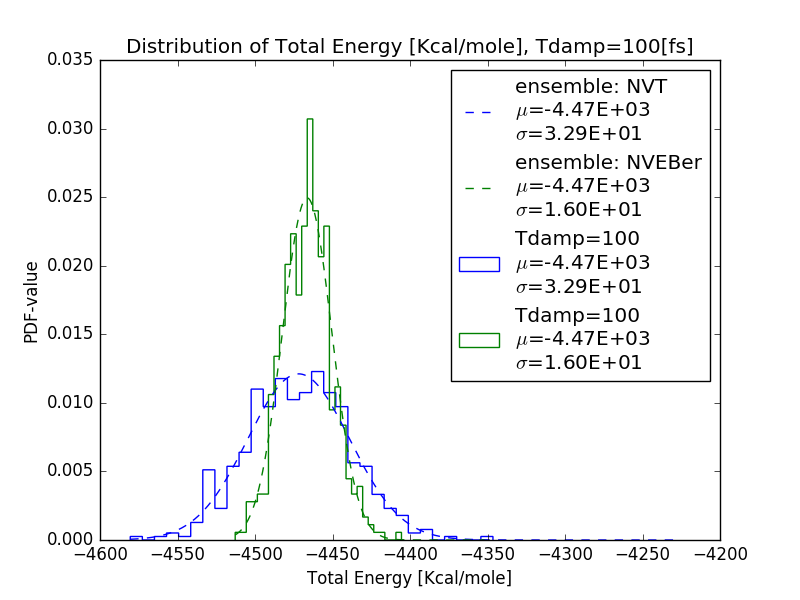 Distribution of Total Energy [Kcal/mole], Tdamp=100[fs]
0.035
0.030
0.025
0.020
0.015
0.010
0.005
0.000
PDF-value
ensemble: NVT
μ=-4.47E+03
σ=3.29E+01
ensemble: NVEBer
μ=-4.47E+03
σ=1.60E+01
Tdamp=100
μ=-4.47E+03
σ=3.29E+01
Tdamp=100
μ=-4.47E+03
σ=1.60E+01
−4600 −4550 −4500 −4450 −4400 −4350 −4300 −4250 −4200
Total Energy [Kcal/mole]